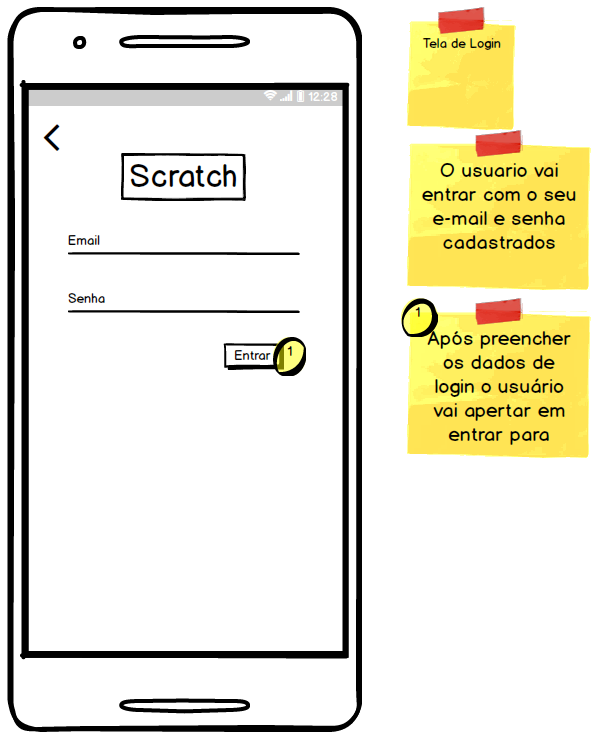 12:28
Scratch
Email
Senha
Entrar
1
Tela de Login
O usuario vai
entrar com o seu
e-mail e senha
cadastrados
1
Após preencher
os dados de
login o usuário
vai apertar em
entrar para